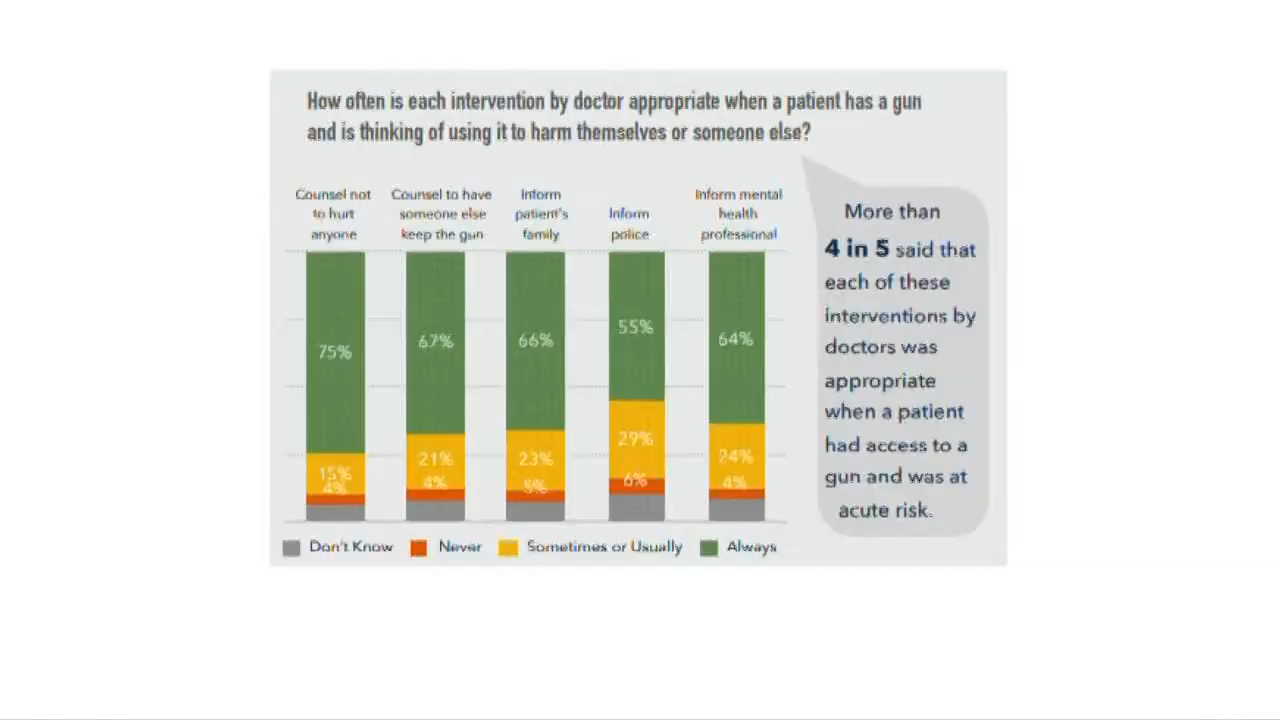 How often is each intervention by doctor appropriate when a patient has a gun
and is thinking of using it to harm themselves or someone else?
Counsel not
to hurt
anyone
Counsel to have
someone else
keep the gun
Inform
patient's
family
Inform
police
Inform mental
health
professional
75%
67%
66%
55%
64%
15%
21%
23%
29%
24%
4%
4%
5%
6%
4%
Don't Know
Never
Sometimes or Usually
Always
More than
4 in 5 said that
each of these
interventions by
doctors was
appropriate
when a patient
had access to a
gun and was at
acute risk.